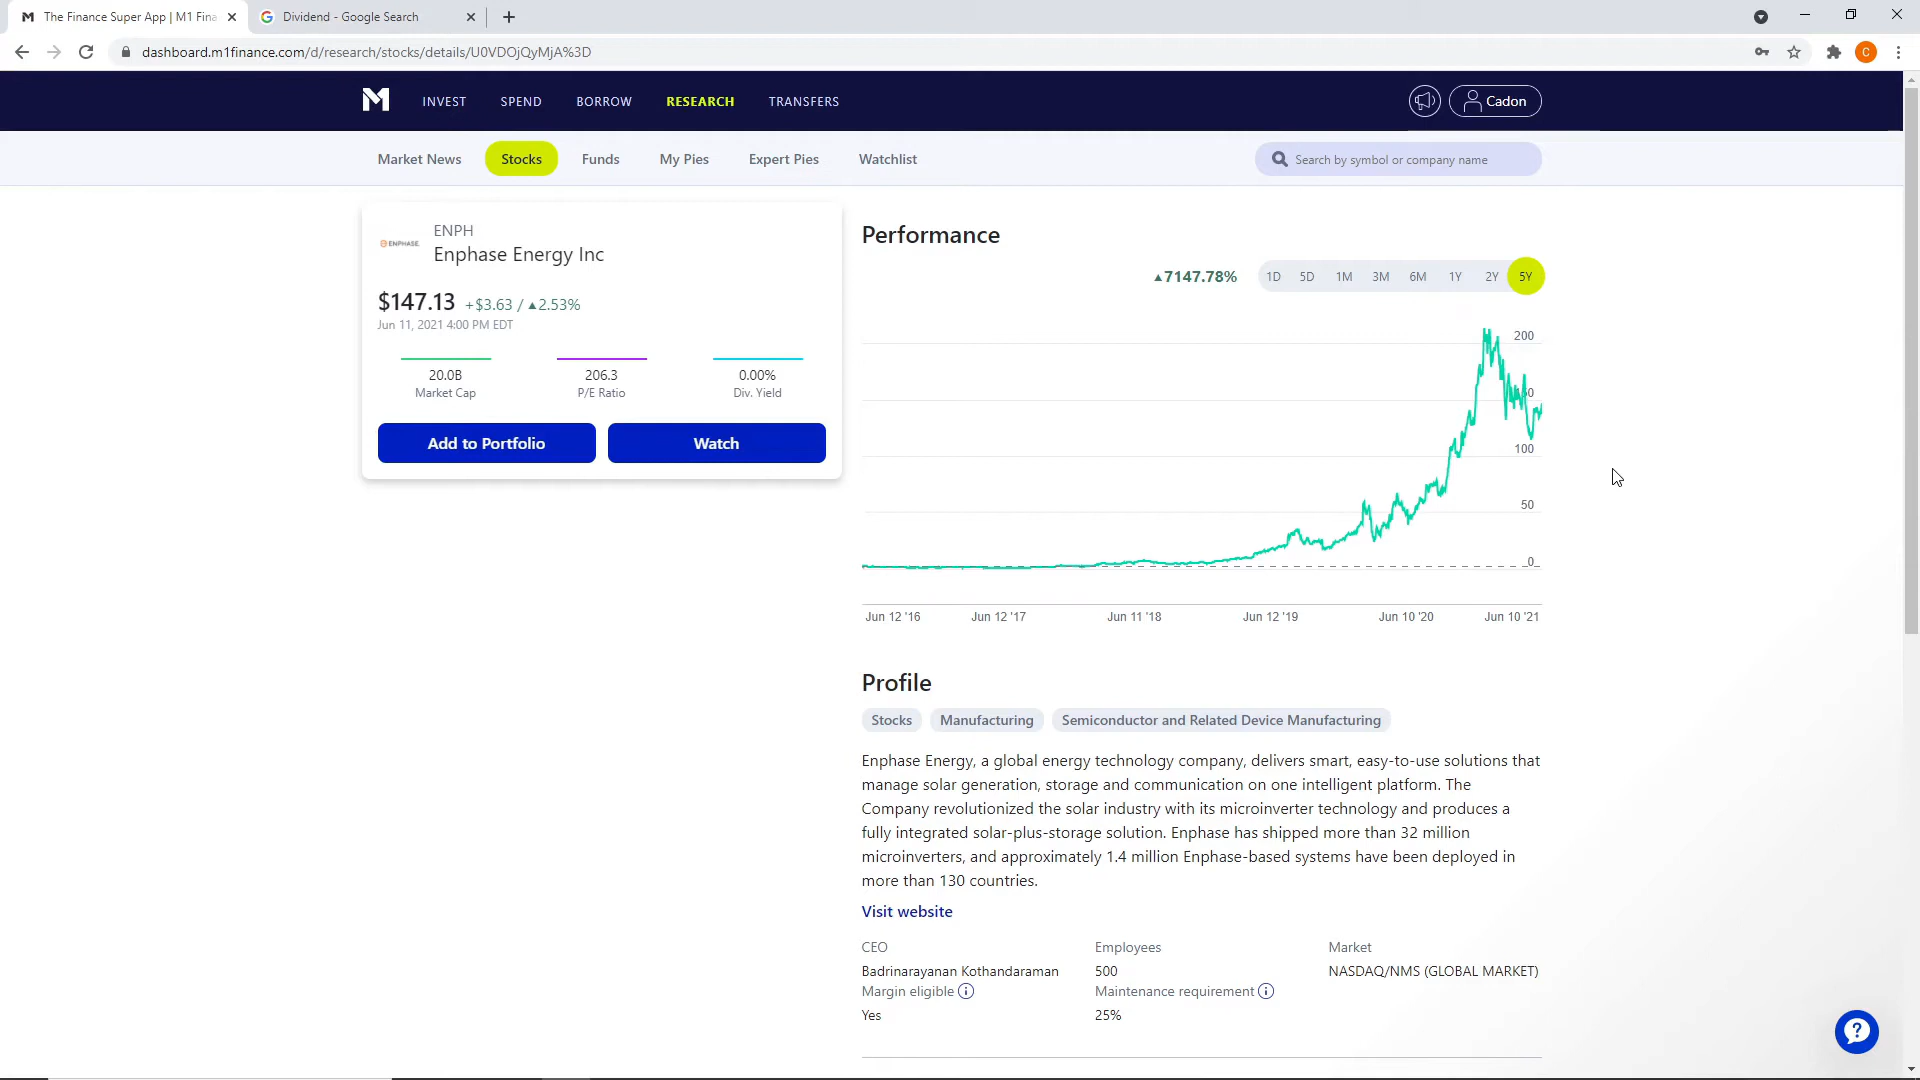 The Finance Super App | M1 Fina
Dividend - Google Search
dashboard.m1finance.com/d/research/stocks/details/U0VDOjQyMjA%3D
C
INVEST SPEND BORROW RESEARCH TRANSFERS
Cadon
Market News Stocks Funds My Pies Expert Pies Watchlist
Search by symbol or company name
ENPHASE
ENPH
Enphase Energy Inc
$147.13 +$3.63 / ▲2.53%
Jun 11, 2021 4:00 PM EDT
20.0B 206.3 0.00%
Market Cap P/E Ratio Div. Yield
Add to Portfolio Watch
Performance
▲7147.78% 1D 5D 1M 3M 6M 1Y 2Y 5Y
200
50
100
50
0
Jun 12 '16 Jun 12 '17 Jun 11 '18 Jun 12 '19 Jun 10 '20 Jun 10 '21
Profile
Stocks Manufacturing Semiconductor and Related Device Manufacturing
Enphase Energy, a global energy technology company, delivers smart, easy-to-use solutions that
manage solar generation, storage and communication on one intelligent platform. The
Company revolutionized the solar industry with its microinverter technology and produces a
fully integrated solar-plus-storage solution. Enphase has shipped more than 32 million
microinverters, and approximately 1.4 million Enphase-based systems have been deployed in
more than 130 countries.
Visit website
CEO Employees Market
Badrinarayanan Kothandaraman 500 NASDAQ/NMS (GLOBAL MARKET)
Margin eligible Maintenance requirement
Yes 25%